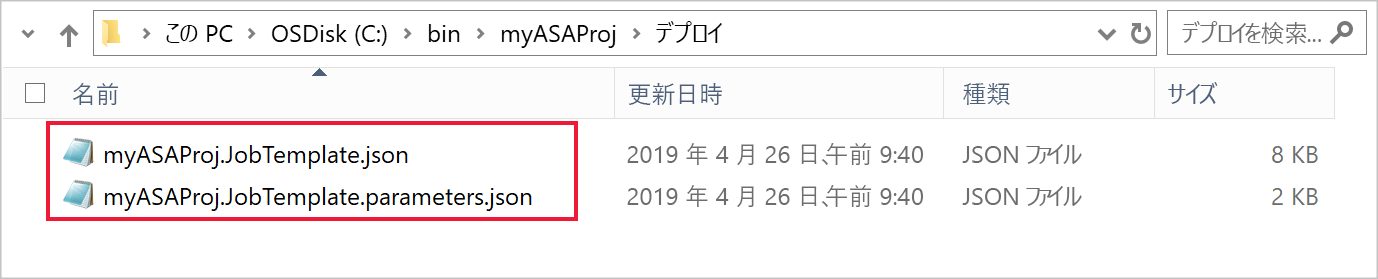 この PC > OSDisk (C:) > bin > myASAProj > デプロイ デプロイを検索...
名前 更新日時 種類 サイズ
myASAProj.JobTemplate.json 2019 年 4 月 26 日、午前 9:40 JSON ファイル 8 KB
myASAProj.JobTemplate.parameters.json 2019 年 4 月 26 日、午前 9:40 JSON ファイル 2 KB